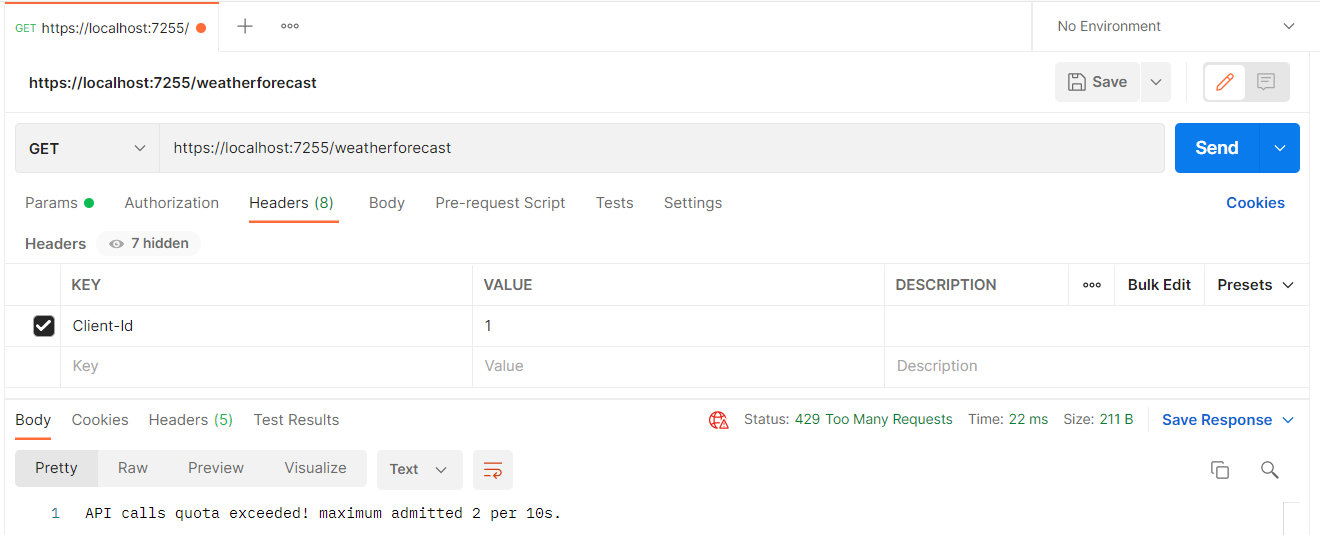 GET https://localhost:7255/
No Environment
https://localhost:7255/weatherforecast
Save
GET https://localhost:7255/weatherforecast
Send
Params Authorization Headers (8) Body Pre-request Script Tests Settings Cookies
Headers 7 hidden
KEY VALUE DESCRIPTION Bulk Edit Presets
Client-Id 1
Key Value Description
Body Cookies Headers (5) Test Results Status: 429 Too Many Requests Time: 22 ms Size: 211 B Save Response
Pretty Raw Preview Visualize Text
1 API calls quota exceeded! maximum admitted 2 per 10s.